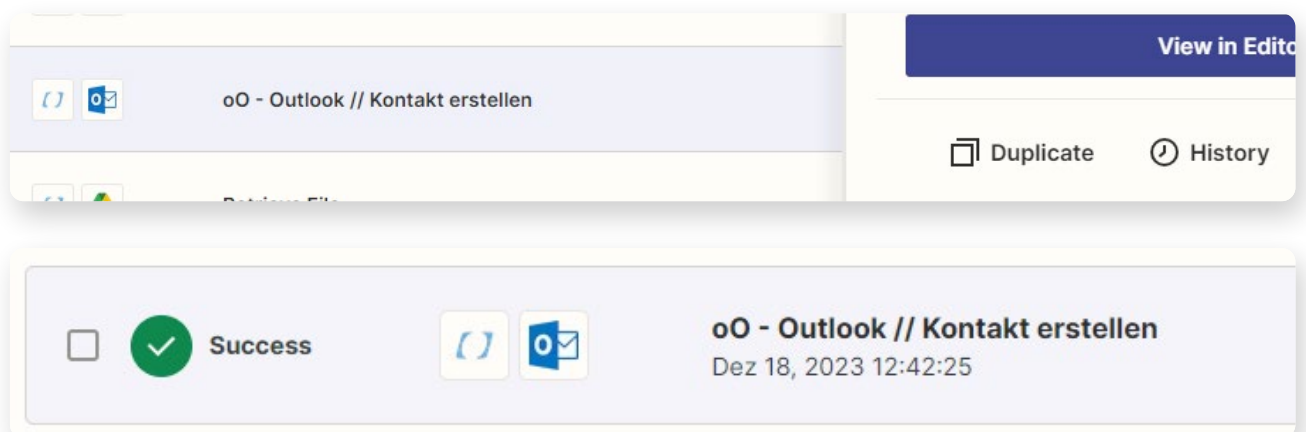 View in Edito
oO - Outlook // Kontakt erstellen
Duplicate History
Success
oO - Outlook // Kontakt erstellen
Dez 18, 2023 12:42:25